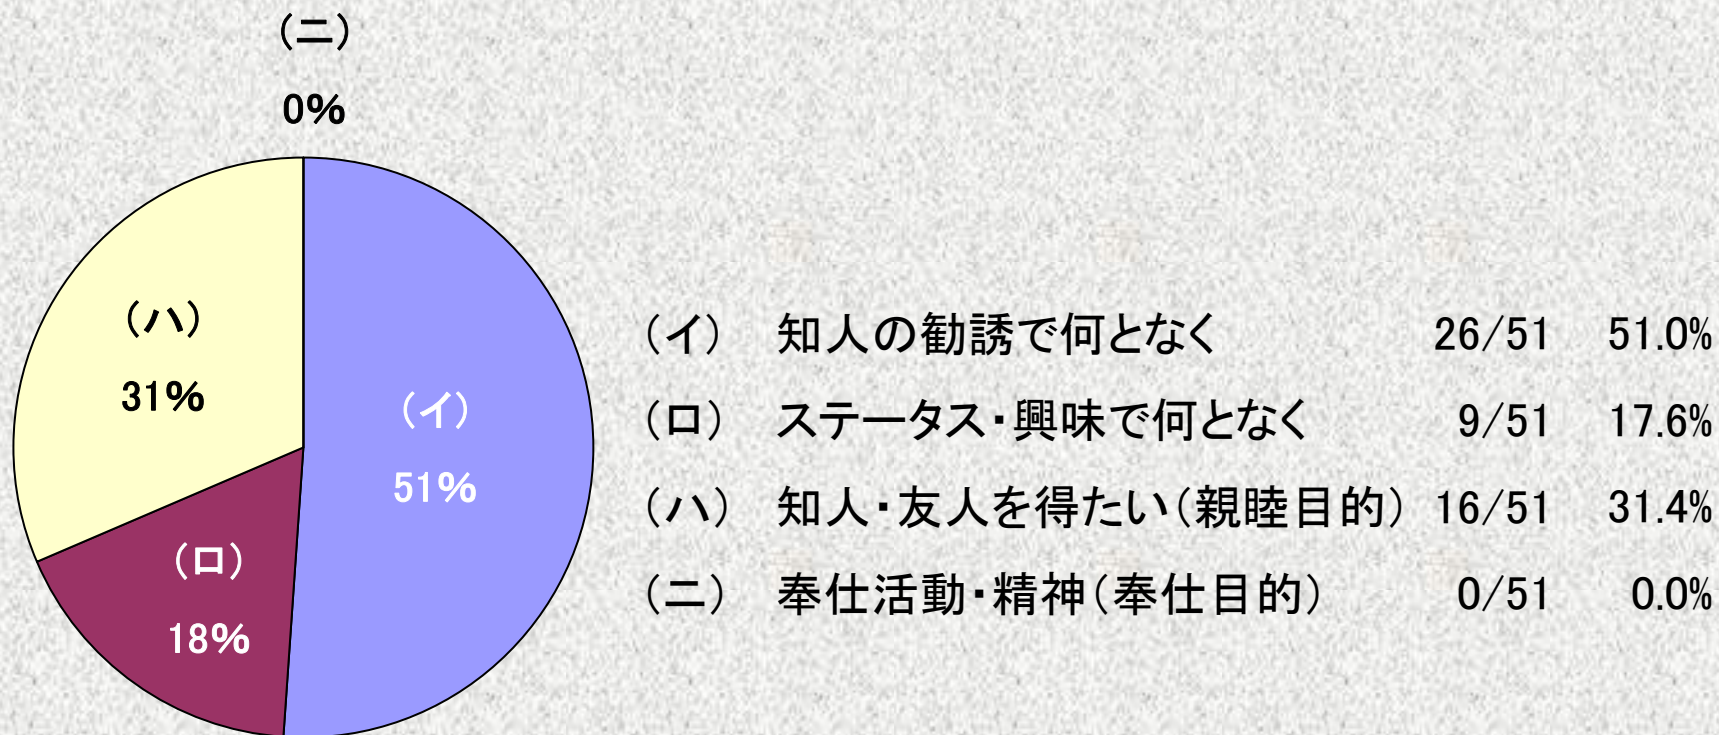 （ニ）
0%
（ハ）
31%
（イ）
51%
（ロ）
18%
（イ） 知人の勧誘で何となく 26/51 51.0%
（ロ） ステータス・興味で何となく 9/51 17.6%
（ハ） 知人・友人を得たい（親睦目的） 16/51 31.4%
（ニ） 奉仕活動・精神（奉仕目的） 0/51 0.0%